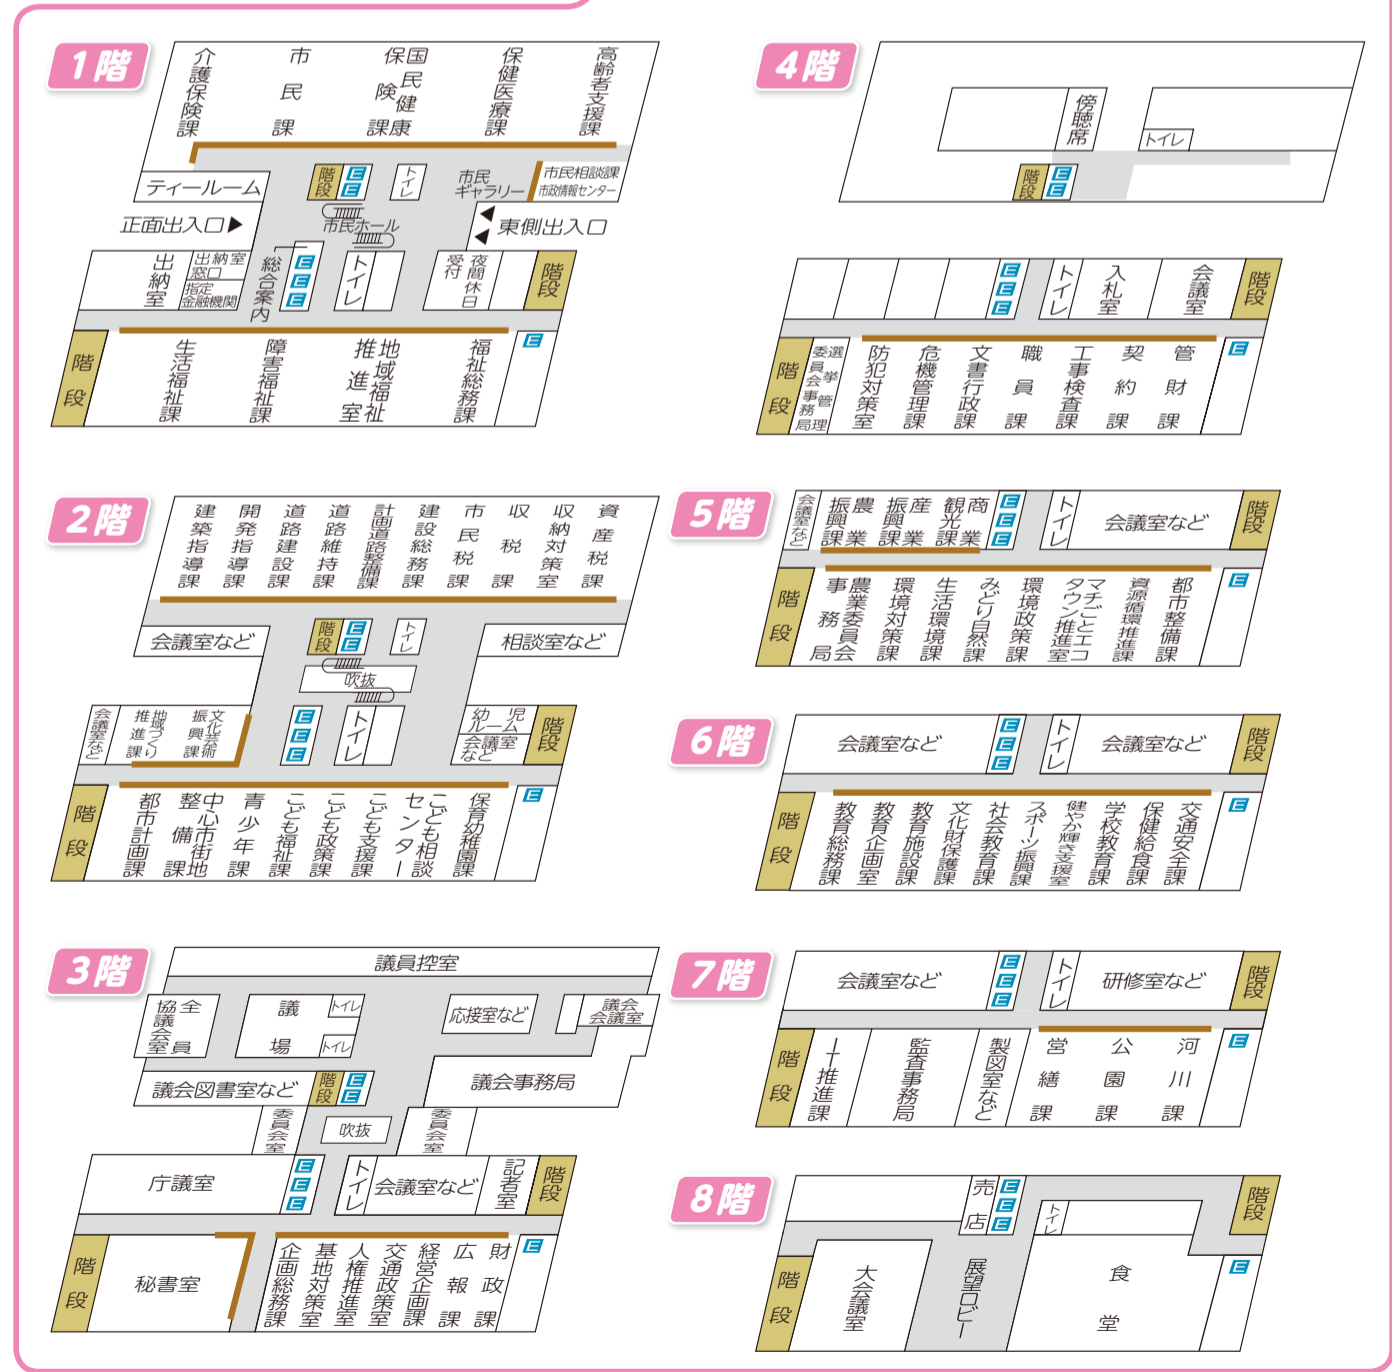 1階
介護保険課
市民課
国民健康保険課
保健医療課
高齢者支援課
ティールーム
階段
E
E
トイレ
市民ギャラリー
市民相談課
市政情報センター
正面出入口▶
市民ホール
◀
◀東側出入口
出納室
出納室窓口
指定金融機関
総合案内
E
E
E
トイレ
夜間休日受付
階段
階段
生活福祉課
障害福祉課
地域福祉推進室
福祉総務課
E
2階
建築指導課
開発指導課
道路建設課
道路維持課
計画道路整備課
建設総務課
市民税課
収税課
収納対策室
資産税課
会議室など
階段
E
E
トイレ
相談室など
吹抜
会議室など
地域づくり推進課
文化芸術振興課
E
E
E
トイレ
幼児ルーム
会議室など
階段
階段
都市計画課
中心市街地整備課
青少年課
こども福祉課
こども政策課
こども支援課
こども相談センター
保育幼稚園課
E
3階
議員控室
全員協議会室
議場
トイレ
トイレ
応接室など
議会会議室
議会図書室など
階段
E
E
議会事務局
委員会室
吹抜
委員会室
庁議室
E
E
E
トイレ
会議室など
記者室
階段
階段
秘書室
企画総務課
基地対策室
人権推進室
交通政策室
経営企画課
広報課
財政課
E
4階
傍聴席
トイレ
階段
E
E
E
E
E
トイレ
入札室
会議室
階段
階段
選挙管理委員会事務局
防犯対策室
危機管理課
文書行政課
職員課
工事検査課
契約課
管財課
E
5階
会議室など
農業振興課
産業振興課
商業観光課
E
E
E
トイレ
会議室など
階段
階段
農業委員会事務局
環境対策課
生活環境課
みどり自然課
環境政策課
マチごとエコタウン推進室
資源循環推進課
都市整備課
E
6階
会議室など
E
E
E
トイレ
会議室など
階段
階段
教育総務課
教育企画室
教育施設課
文化財保護課
社会教育課
スポーツ振興課
健やか輝き支援室
学校教育課
保健給食課
交通安全課
E
7階
会議室など
E
E
E
トイレ
研修室など
階段
階段
IT推進課
監査事務局
製図室など
営繕課
公園課
河川課
E
8階
売店
E
E
E
トイレ
階段
階段
大会議室
展望ロビー
食堂
E